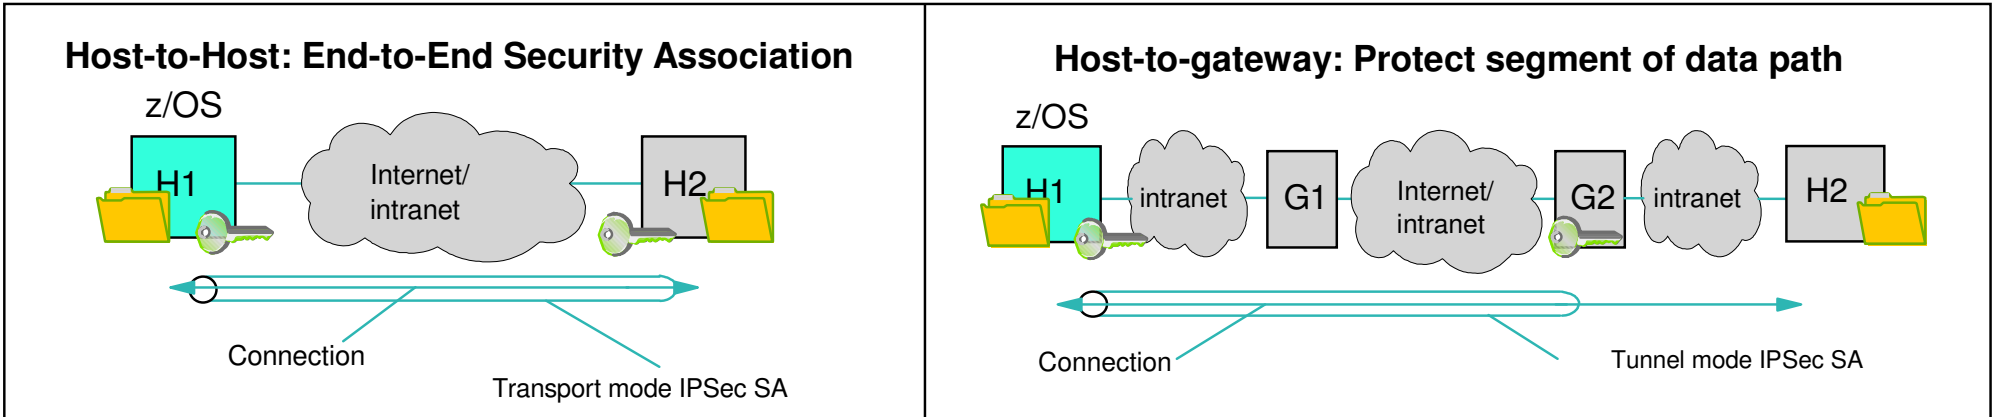 Host-to-Host: End-to-End Security Association
z/OS
H1
Internet/
intranet
H2
Connection
Transport mode IPSec SA
Host-to-gateway: Protect segment of data path
z/OS
H1
intranet
G1
Internet/
intranet
G2
intranet
H2
Connection
Tunnel mode IPSec SA